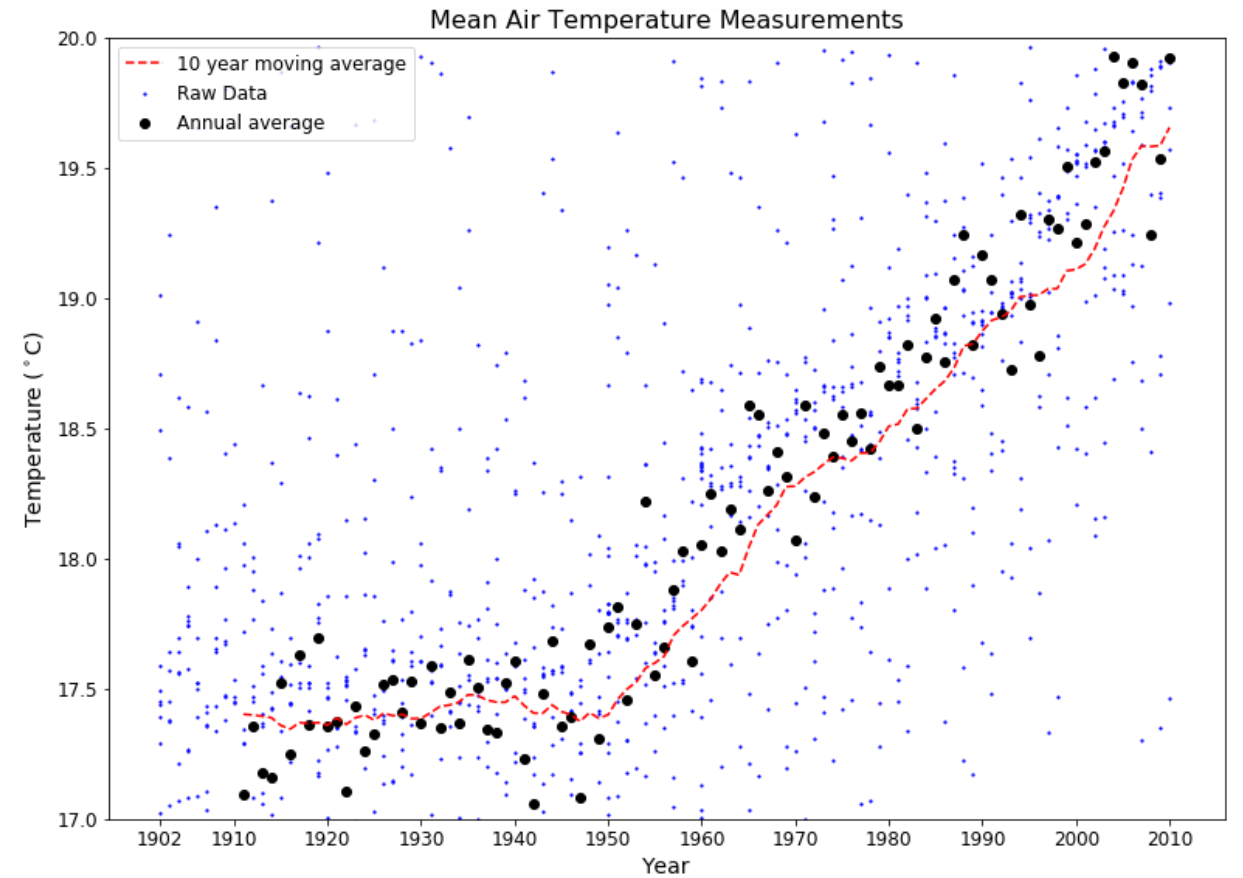 Mean Air Temperature Measurements
20.0
19.5
19.0
18.5
18.0
17.5
17.0
Temperature (°C)
10 year moving average
Raw Data
Annual average
1902 1910 1920 1930 1940 1950 1960 1970 1980 1990 2000 2010
Year